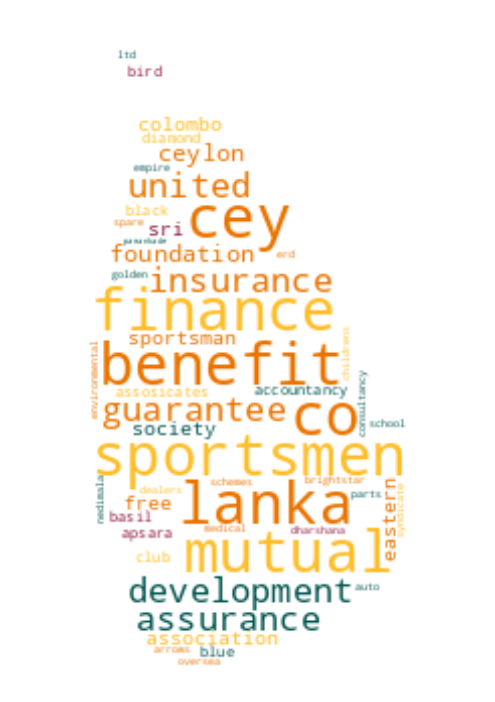 ltd
bird
colombo
diamond
ceylon
empire
united
black
cey
spare
sri
foundation
erd
golden
insurance
finance
sportsman
childrens
environmental
benefit
assosicates
accountancy
consultancy
guarantee
co
society
school
sportsmen
schemes
brightstar
nedimala
dealers
lanka
parts
syndicate
eastern
free
basil
medical
dharshana
apsara
mutual
club
development
auto
assurance
association
arrows
blue
oversea